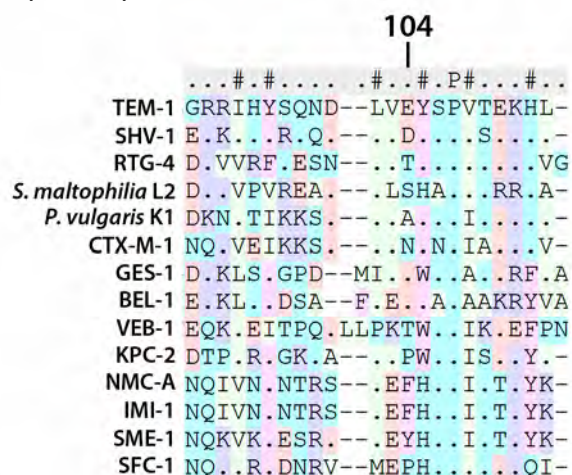 104
...#.#....  #..#.P#...#..
TEM-1 GRRIHYSQND--LVEYSPVTEKHL-
SHV-1 E.K...R.Q.--..D....S....-
RTG-4 D.VVRF.ESN--..T........VG
S. maltophilia L2 D..VPVREA.--.LSHA...RR.A-
P. vulgaris K1 DKN.TIKKS.--..A...I.....-
CTX-M-1 NQ.VEIKKS.--..N.N.IA...V-
GES-1 D.KLS.GPD--MI..W..A..RF.A
BEL-1 E.KL..DSA--F.E..A.AAKRYVA
VEB-1 EQK.EITPQ.LLPKTW..IK.EFPN
KPC-2 DTP.R.GK.A--..PW..IS..Y.-
NMC-A NQIVN.NTRS--.EFH..I.T.YK-
IMI-1 NQIVN.NTRS--.EFH..I.T.YK-
SME-1 NQKVK.ESR.--.EYH..I.T.YK-
SFC-1 NQ..R.DNRV--MEPH......QI-